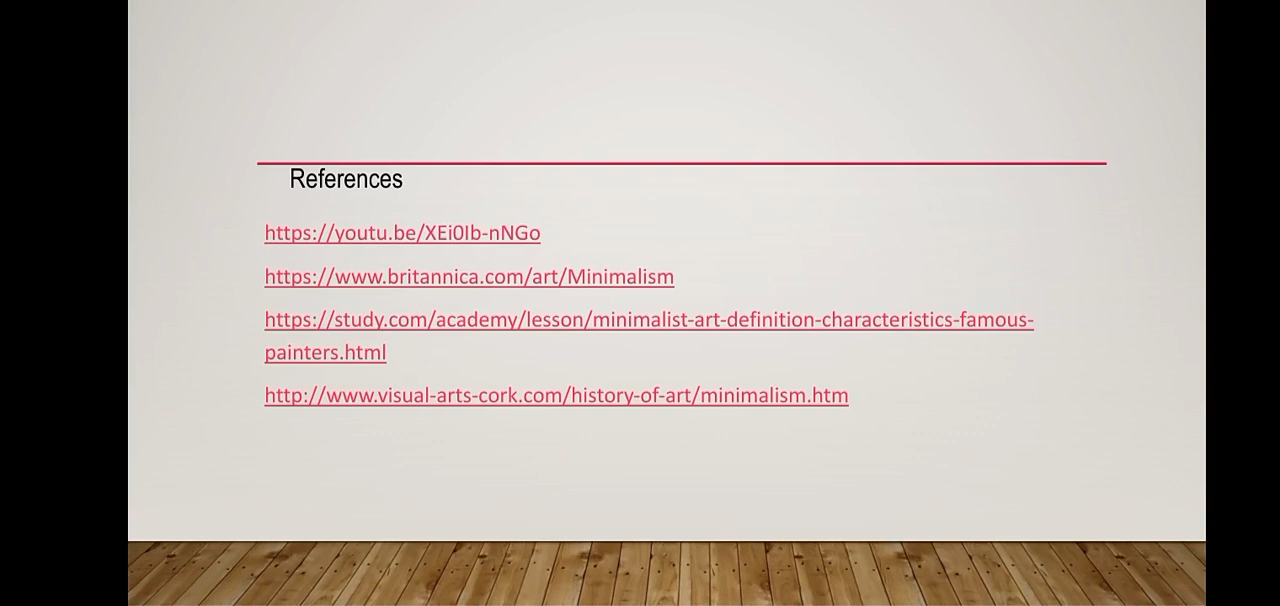 References
https://youtu.be/XEi0Ib-nNGo
https://www.britannica.com/art/Minimalism
https://study.com/academy/lesson/minimalist-art-definition-characteristics-famous-
painters.html
http://www.visual-arts-cork.com/history-of-art/minimalism.htm